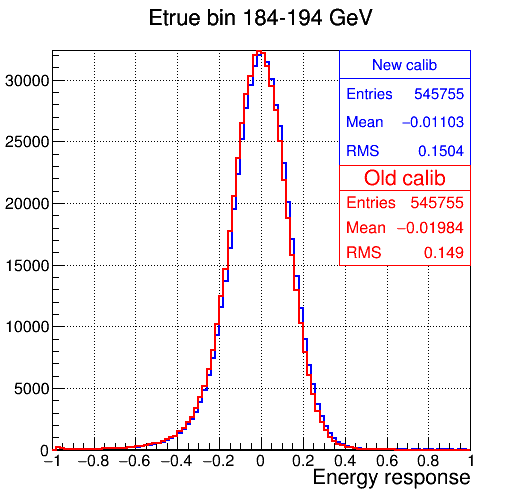 Etrue bin 184-194 GeV
New calib
Entries 545755
Mean −0.01103
RMS 0.1504
Old calib
Entries 545755
Mean −0.01984
RMS 0.149
30000
25000
20000
15000
10000
5000
0
−1 −0.8 −0.6 −0.4 −0.2 0 0.2 0.4 0.6 0.8 1
Energy response